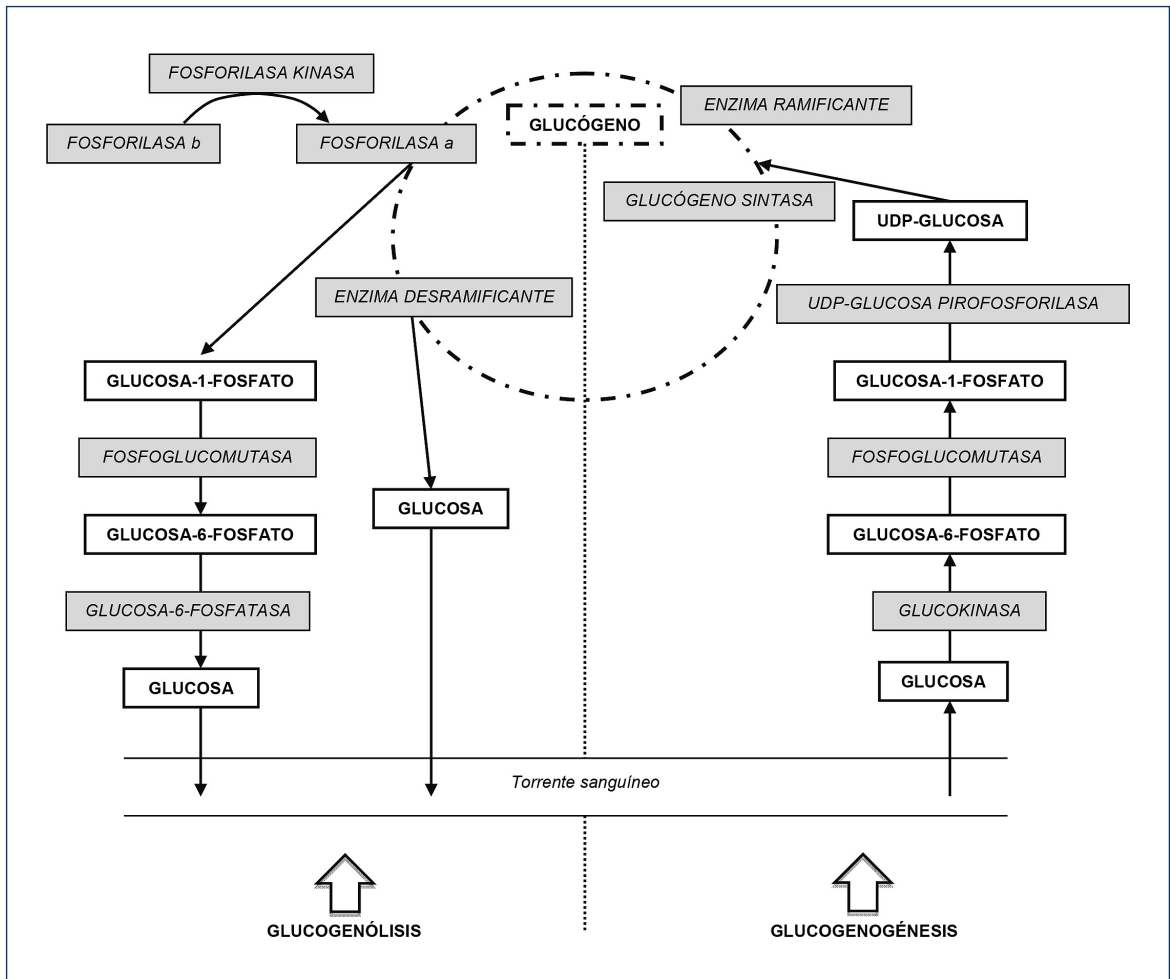 FOSFORILASA KINASA
FOSFORILASA b
FOSFORILASA a
GLUCÓGENO
ENZIMA RAMIFICANTE
GLUCÓGENO SINTASA
UDP-GLUCOSA
ENZIMA DESRAMIFICANTE
UDP-GLUCOSA PIROFOSFORILASA
GLUCOSA-1-FOSFATO
GLUCOSA-1-FOSFATO
FOSFOGLUCOMUTASA
FOSFOGLUCOMUTASA
GLUCOSA
GLUCOSA-6-FOSFATO
GLUCOSA-6-FOSFATO
GLUCOSA-6-FOSFATASA
GLUCOKINASA
GLUCOSA
GLUCOSA
Torrente sanguíneo
GLUCOGENÓLISIS
GLUCOGENOGÉNESIS